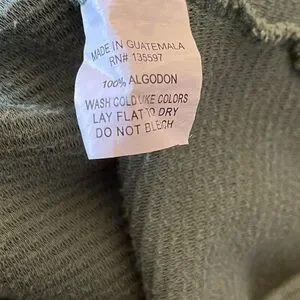 MADE IN GUATEMALA
RN# 135597
100% ALGODON
WASH COLD LIKE COLORS
LAY FLAT TO DRY
DO NOT BLECH